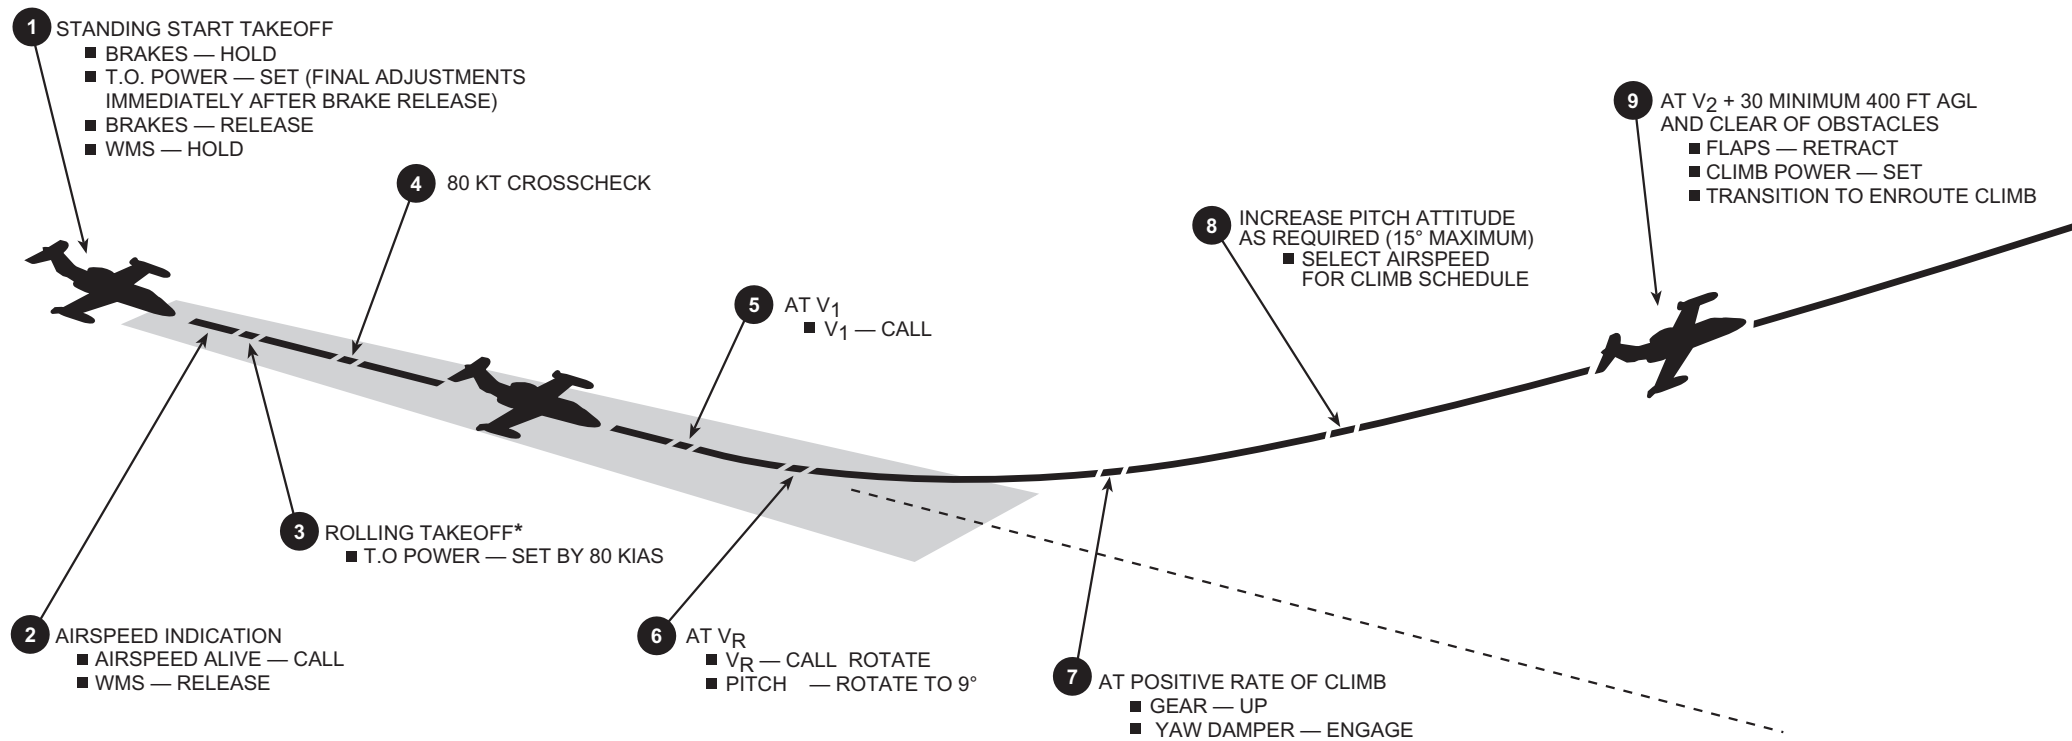 1 STANDING START TAKEOFF
■ BRAKES — HOLD
■ T.O. POWER — SET (FINAL ADJUSTMENTS
IMMEDIATELY AFTER BRAKE RELEASE)
■ BRAKES — RELEASE
■ WMS — HOLD
2 AIRSPEED INDICATION
■ AIRSPEED ALIVE — CALL
■ WMS — RELEASE
3 ROLLING TAKEOFF*
■ T.O POWER — SET BY 80 KIAS
4 80 KT CROSSCHECK
5 AT V1
■ V1 — CALL
6 AT VR
■ VR — CALL ROTATE
■ PITCH — ROTATE TO 9°
7 AT POSITIVE RATE OF CLIMB
■ GEAR — UP
■ YAW DAMPER — ENGAGE
8 INCREASE PITCH ATTITUDE
AS REQUIRED (15° MAXIMUM)
■ SELECT AIRSPEED
FOR CLIMB SCHEDULE
9 AT V2 + 30 MINIMUM 400 FT AGL
AND CLEAR OF OBSTACLES
■ FLAPS — RETRACT
■ CLIMB POWER — SET
■ TRANSITION TO ENROUTE CLIMB